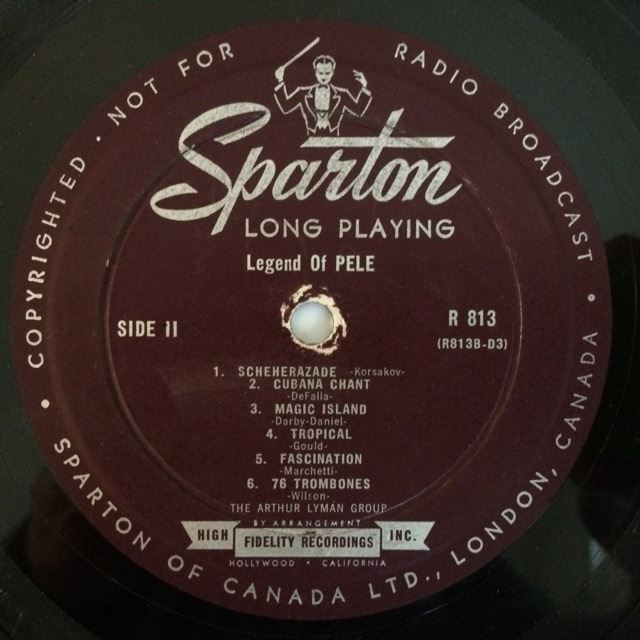 COPYRIGHTED · NOT FOR RADIO BROADCAST ·
Sparton
LONG PLAYING
Legend Of PELE
SIDE II
R 813
(R813B-D3)
1. SCHEHERAZADE -Korsakov-
2. CUBANA CHANT
-DeFalla-
3. MAGIC ISLAND
-Darby-Daniel-
4. TROPICAL
-Gould-
5. FASCINATION
-Marchetti-
6. 76 TROMBONES
-Wilson-
THE ARTHUR LYMAN GROUP
BY ARRANGEMENT
HIGH FIDELITY RECORDINGS INC.
HOLLYWOOD • CALIFORNIA
• SPARTON OF CANADA LTD., LONDON, CANADA